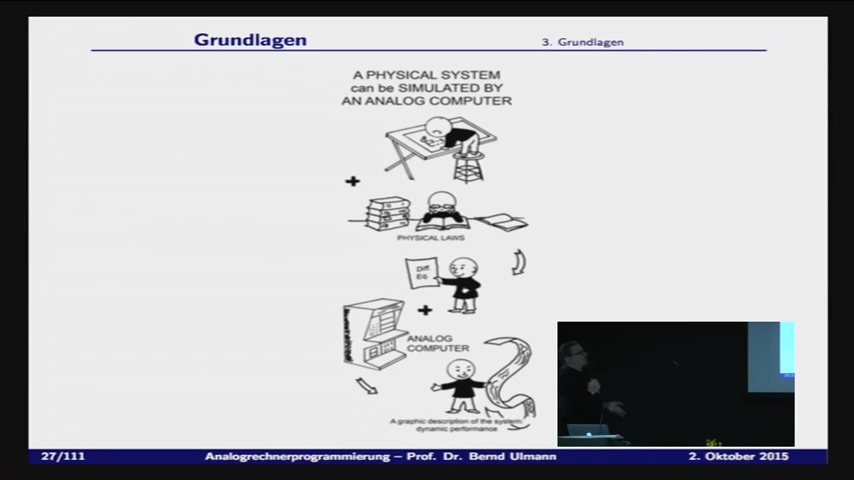 Grundlagen
3. Grundlagen
A PHYSICAL SYSTEM
can be SIMULATED BY
AN ANALOG COMPUTER
+
PHYSICAL LAWS
Diff.
Eq.
+
ANALOG
COMPUTER
A graphic description of the system:
dynamic performance
27/111
Analogrechnerprogrammierung – Prof. Dr. Bernd Ulmann
2. Oktober 2015